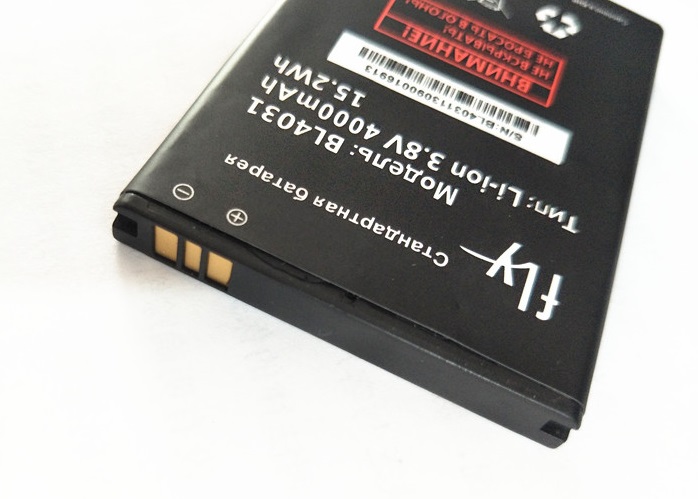 fly
Стандартная батарея
Модель: BL4031
Тип: Li-ion 3.8V 4000mAh
15.2Wh
S/N: BL403113090016913
ВНИМАНИЕ!
НЕ ВСКРЫВАТЬ!
НЕ БРОСАТЬ В ОГОНЬ!